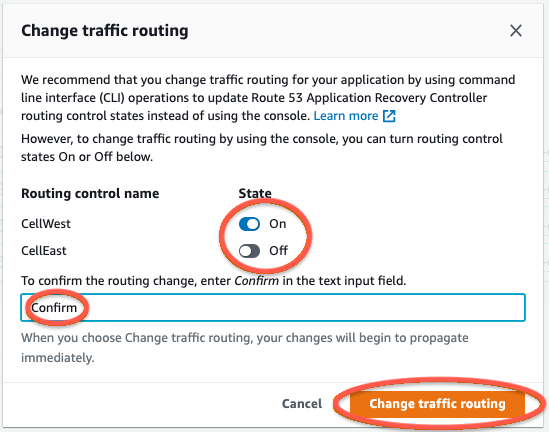 Change traffic routing
We recommend that you change traffic routing for your application by using command
line interface (CLI) operations to update Route 53 Application Recovery Controller
routing control states instead of using the console. Learn more
However, to change traffic routing by using the console, you can turn routing control
states On or Off below.
Routing control name State
CellWest On
CellEast Off
To confirm the routing change, enter Confirm in the text input field.
Confirm
When you choose Change traffic routing, your changes will begin to propagate
immediately.
Cancel Change traffic routing